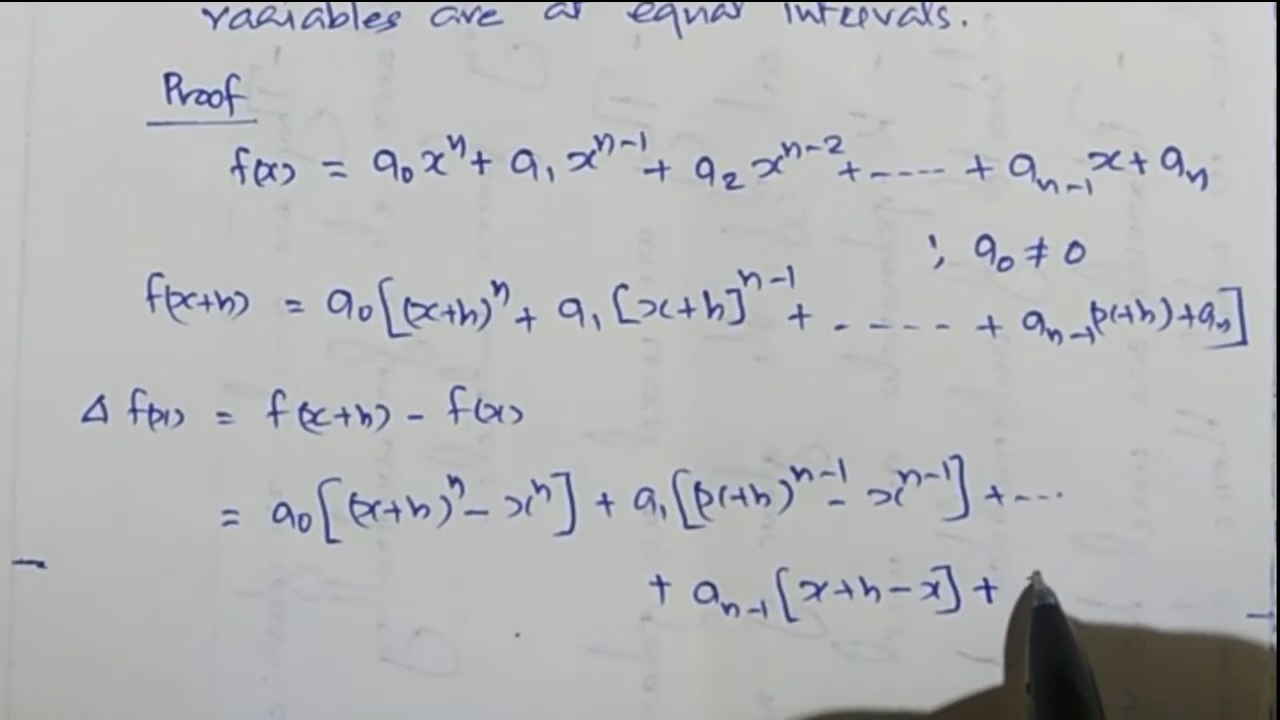 variables are at equal intervals.
Proof
f(x) = a₀xⁿ + a₁xⁿ⁻¹ + a₂xⁿ⁻² + ---- + aₙ₋₁x + aₙ
; a₀ ≠ 0
f(x+h) = a₀[(x+h)ⁿ + a₁[x+h]ⁿ⁻¹ + ----- + aₙ₋₁(x+h) + aₙ]
Δ f(x) = f(x+h) - f(x)
= a₀[(x+h)ⁿ - xⁿ] + a₁[(x+h)ⁿ⁻¹ - xⁿ⁻¹] + ---
+ aₙ₋₁[x+h-x] +